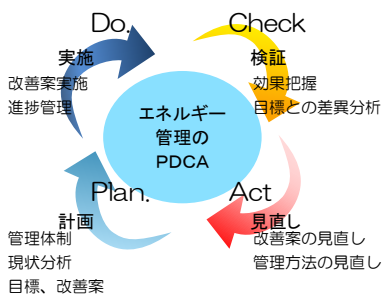 Do.
実施
改善案実施
進捗管理
Check
検証
効果把握
目標との差異分析
エネルギー
管理の
PDCA
Plan.
計画
管理体制
現状分析
目標、改善案
Act
見直し
改善案の見直し
管理方法の見直し